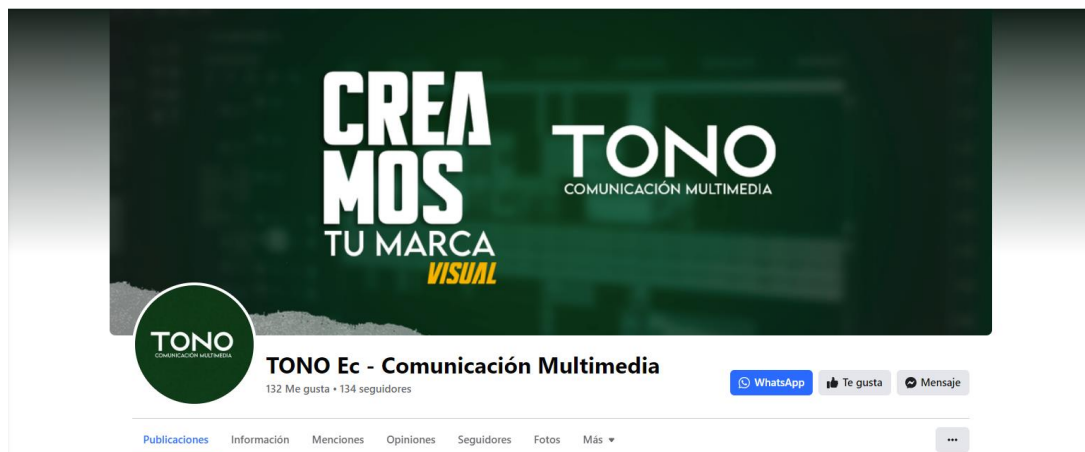 CREA
MOS
TU MARCA
VISUAL
TONO
COMUNICACIÓN MULTIMEDIA
TONO
COMUNICACIÓN MULTIMEDIA
TONO Ec - Comunicación Multimedia
132 Me gusta • 134 seguidores
WhatsApp
Te gusta
Mensaje
Publicaciones
Información
Menciones
Opiniones
Seguidores
Fotos
Más